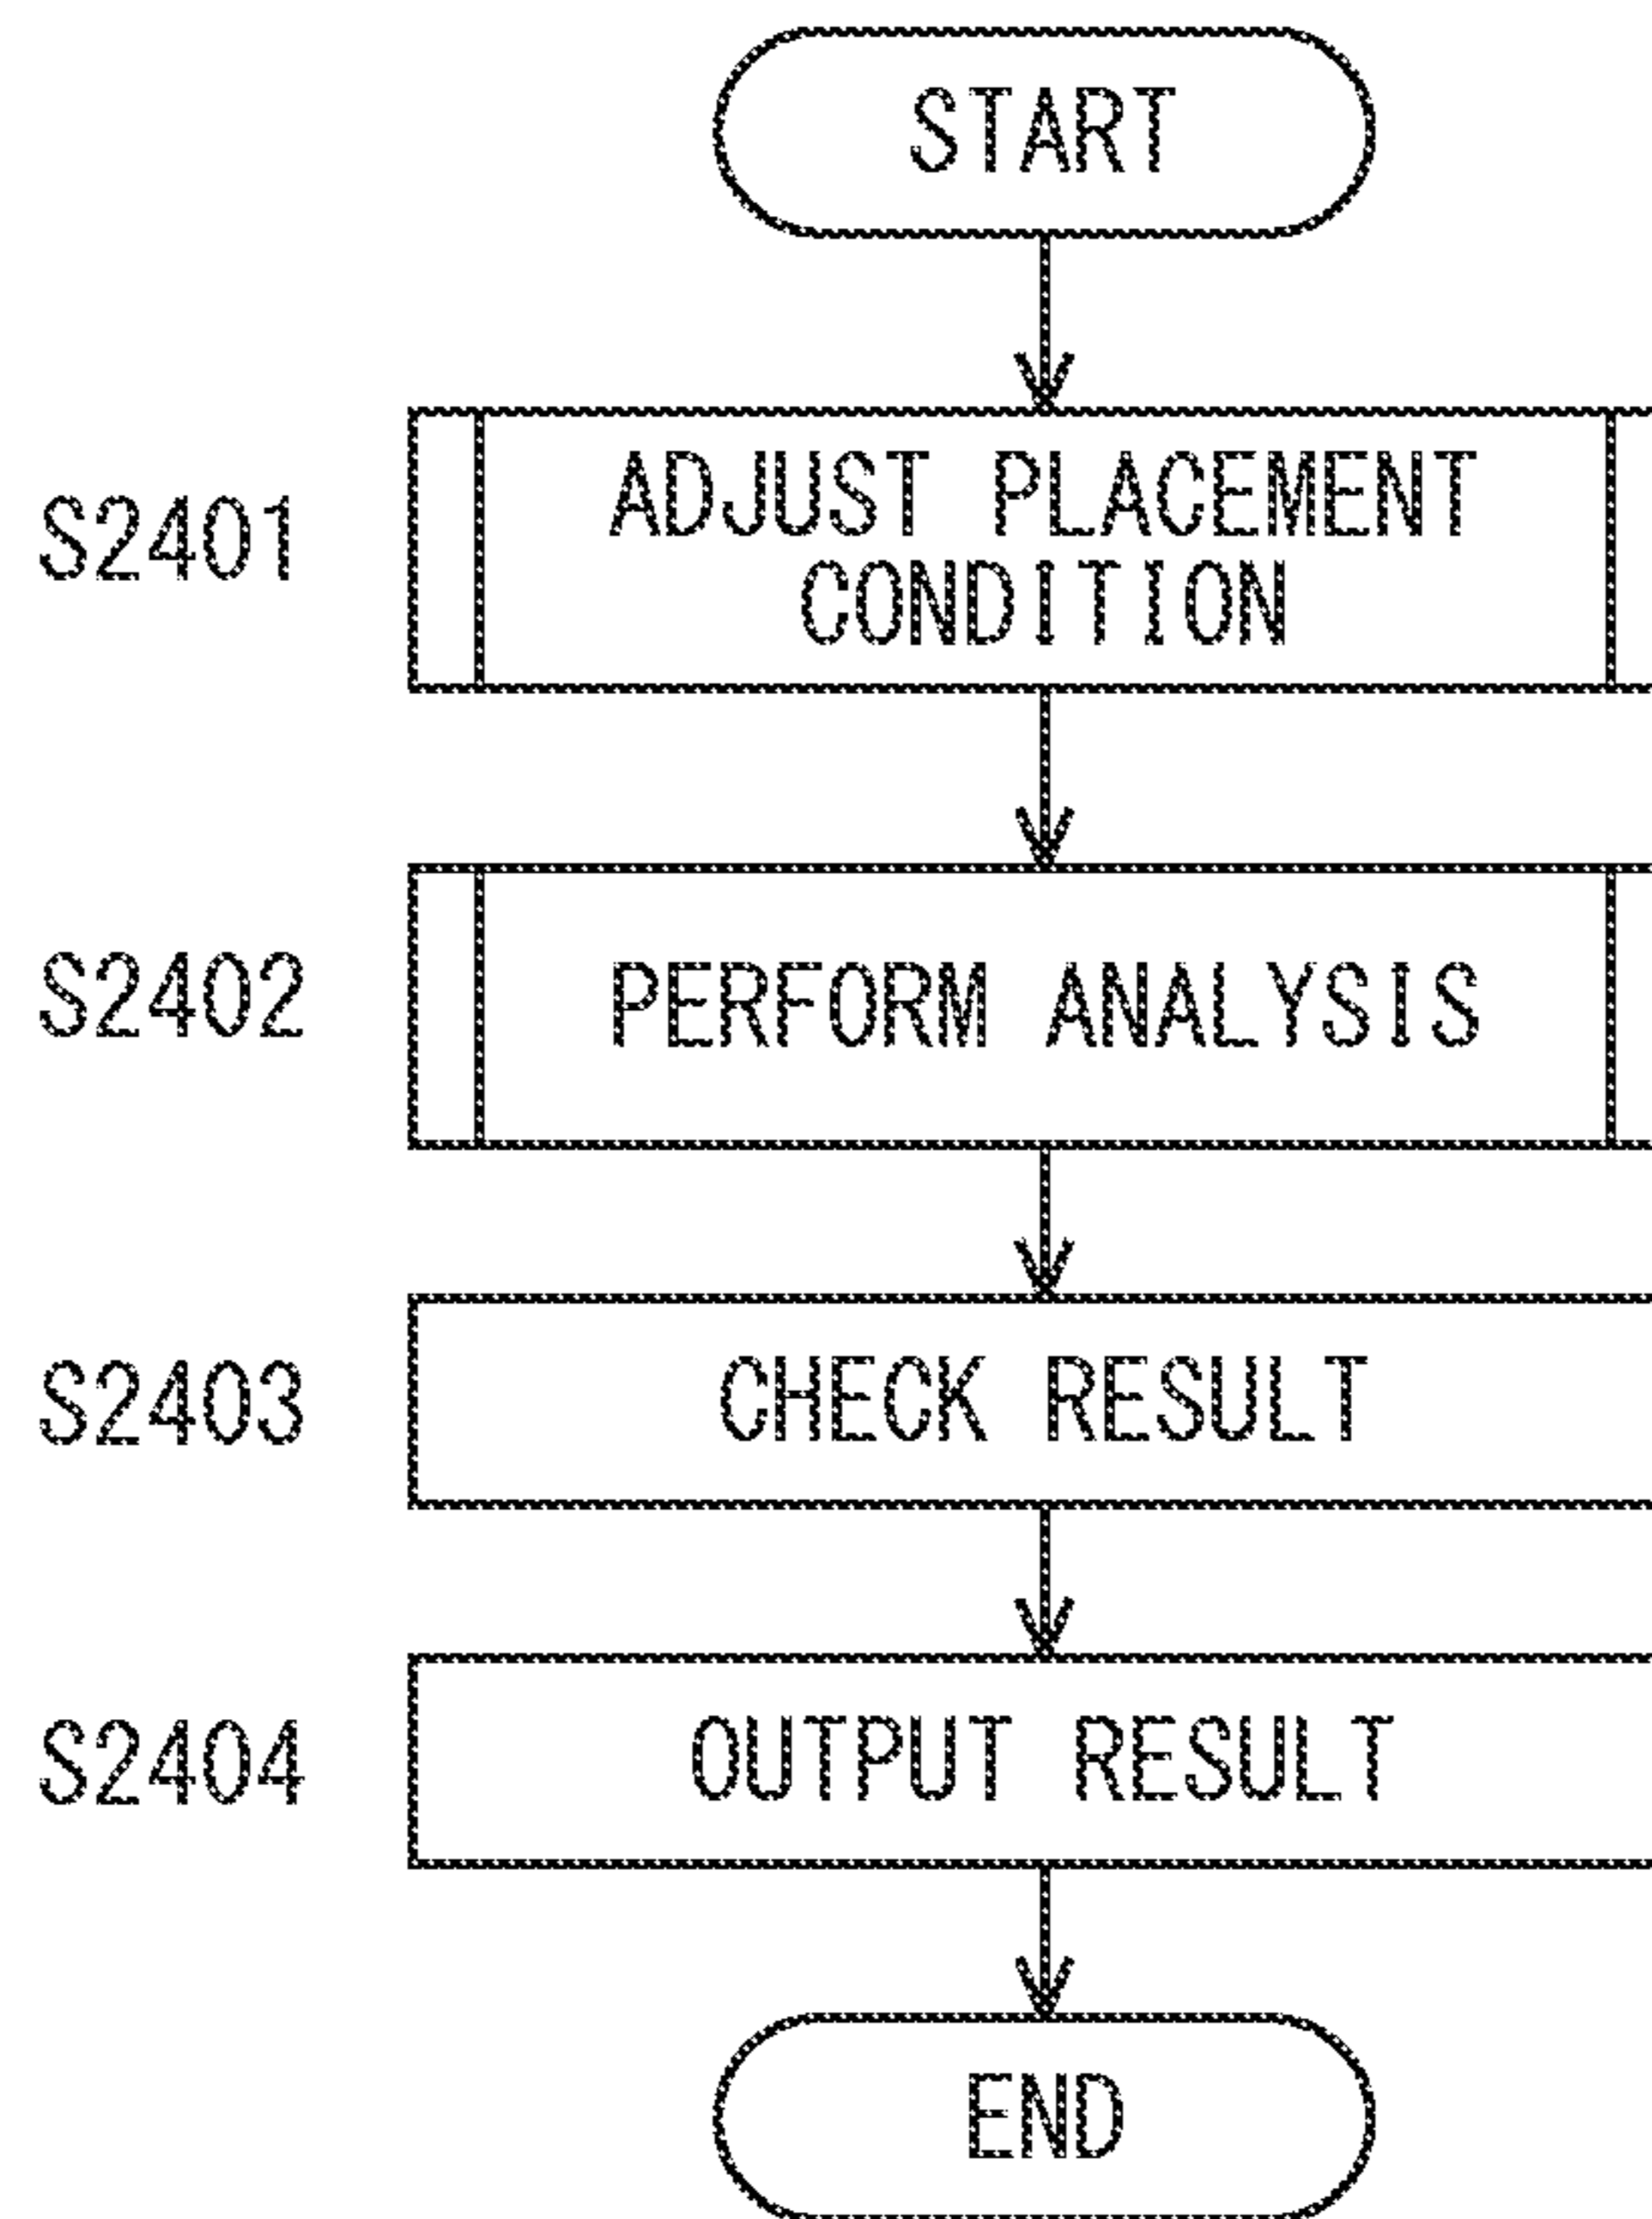 START
S2401
ADJUST PLACEMENT
CONDITION
S2402
PERFORM ANALYSIS
S2403
CHECK RESULT
S2404
OUTPUT RESULT
END